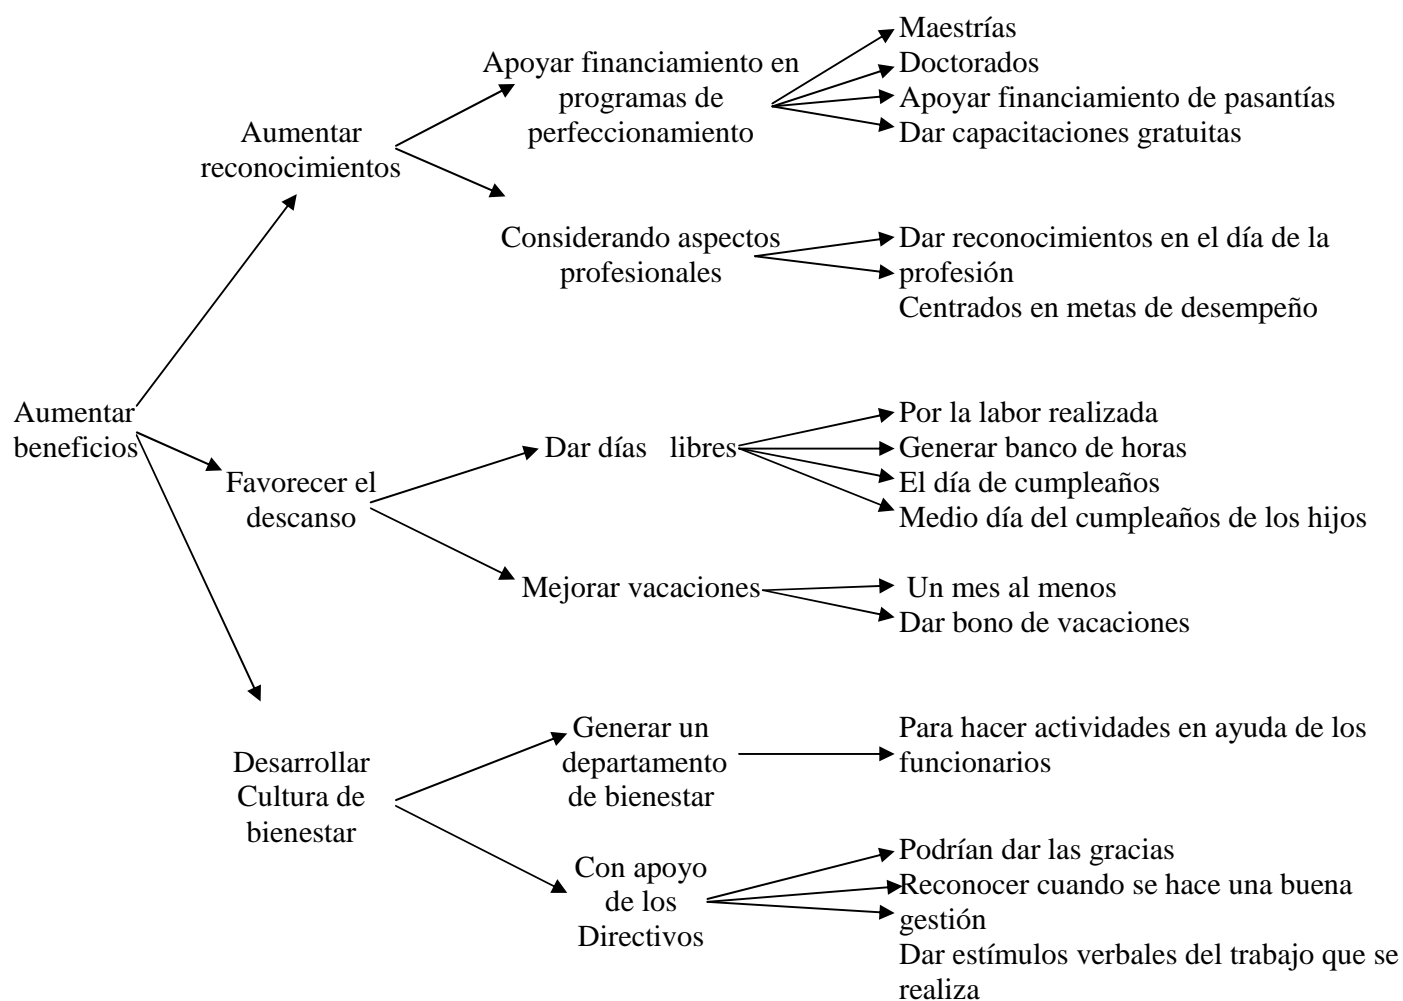 Maestrías
Doctorados
Apoyar financiamiento de pasantías
Dar capacitaciones gratuitas
Apoyar financiamiento en
programas de
perfeccionamiento
Aumentar
reconocimientos
Considerando aspectos
profesionales
Dar reconocimientos en el día de la
profesión
Centrados en metas de desempeño
Aumentar
beneficios
Favorecer el
descanso
Dar días libres
Por la labor realizada
Generar banco de horas
El día de cumpleaños
Medio día del cumpleaños de los hijos
Mejorar vacaciones
Un mes al menos
Dar bono de vacaciones
Desarrollar
Cultura de
bienestar
Generar un
departamento
de bienestar
Para hacer actividades en ayuda de los
funcionarios
Con apoyo
de los
Directivos
Podrían dar las gracias
Reconocer cuando se hace una buena
gestión
Dar estímulos verbales del trabajo que se
realiza